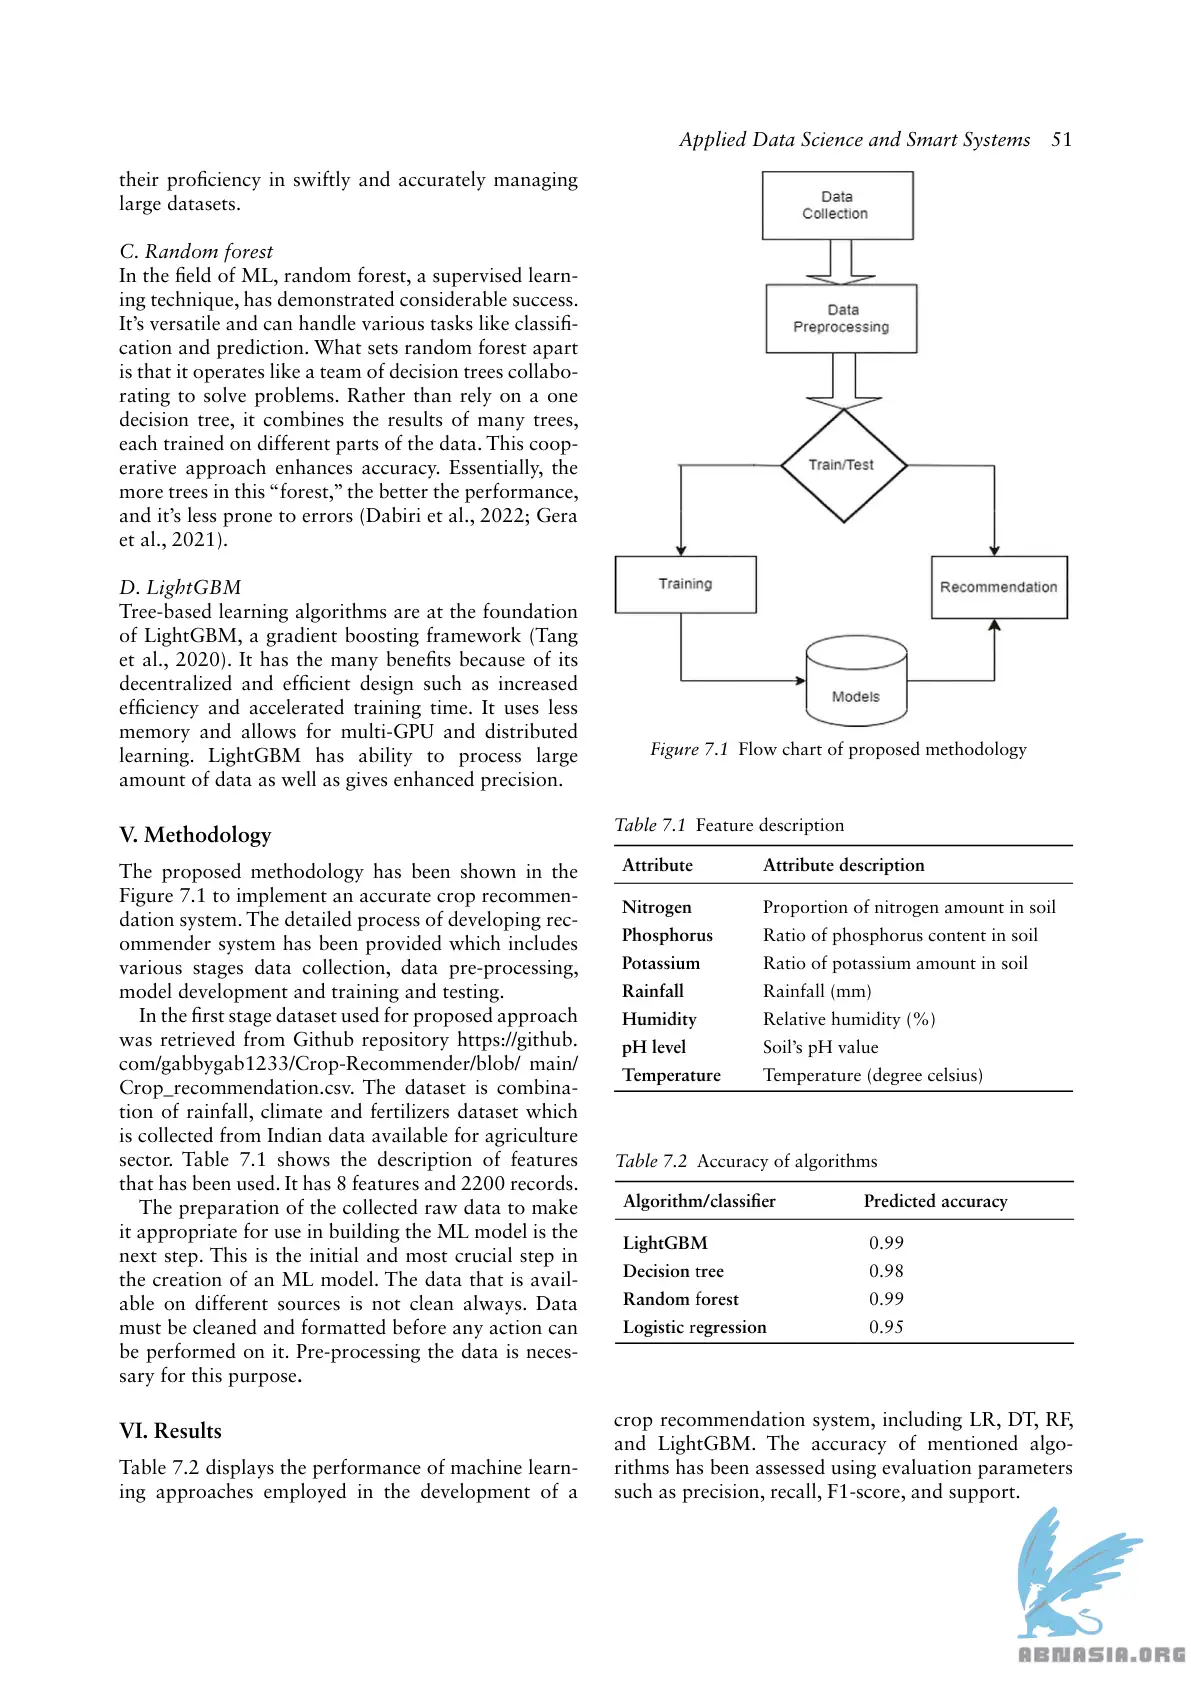 Applied Data Science and Smart Systems 51
their proficiency in swiftly and accurately managing
large datasets.
C. Random forest
In the field of ML, random forest, a supervised learn-
ing technique, has demonstrated considerable success.
It's versatile and can handle various tasks like classifi-
cation and prediction. What sets random forest apart
is that it operates like a team of decision trees collabo-
rating to solve problems. Rather than rely on a one
decision tree, it combines the results of many trees,
each trained on different parts of the data. This coop-
erative approach enhances accuracy. Essentially, the
more trees in this “forest,” the better the performance,
and it's less prone to errors (Dabiri et al., 2022; Gera
et al., 2021).
D. LightGBM
Tree-based learning algorithms are at the foundation
of LightGBM, a gradient boosting framework (Tang
et al., 2020). It has the many benefits because of its
decentralized and efficient design such as increased
efficiency and accelerated training time. It uses less
memory and allows for multi-GPU and distributed
learning. LightGBM has ability to process large
amount of data as well as gives enhanced precision.
V. Methodology
The proposed methodology has been shown in the
Figure 7.1 to implement an accurate crop recommen-
dation system. The detailed process of developing rec-
ommender system has been provided which includes
various stages data collection, data pre-processing,
model development and training and testing.
In the first stage dataset used for proposed approach
was retrieved from Github repository https://github.
com/gabbygab1233/Crop-Recommender/blob/ main/
Crop_recommendation.csv. The dataset is combina-
tion of rainfall, climate and fertilizers dataset which
is collected from Indian data available for agriculture
sector. Table 7.1 shows the description of features
that has been used. It has 8 features and 2200 records.
The preparation of the collected raw data to make
it appropriate for use in building the ML model is the
next step. This is the initial and most crucial step in
the creation of an ML model. The data that is avail-
able on different sources is not clean always. Data
must be cleaned and formatted before any action can
be performed on it. Pre-processing the data is neces-
sary for this purpose.
VI. Results
Table 7.2 displays the performance of machine learn-
ing approaches employed in the development of a
Data
Collection
Data
Preprocessing
Train/Test
Training
Recommendation
Models
Figure 7.1 Flow chart of proposed methodology
Table 7.1 Feature description
Attribute Attribute description
Nitrogen Proportion of nitrogen amount in soil
Phosphorus Ratio of phosphorus content in soil
Potassium Ratio of potassium amount in soil
Rainfall Rainfall (mm)
Humidity Relative humidity (%)
pH level Soil's pH value
Temperature Temperature (degree celsius)
Table 7.2 Accuracy of algorithms
Algorithm/classifier Predicted accuracy
LightGBM 0.99
Decision tree 0.98
Random forest 0.99
Logistic regression 0.95
crop recommendation system, including LR, DT, RF,
and LightGBM. The accuracy of mentioned algo-
rithms has been assessed using evaluation parameters
such as precision, recall, F1-score, and support.
ABNASIA.ORG